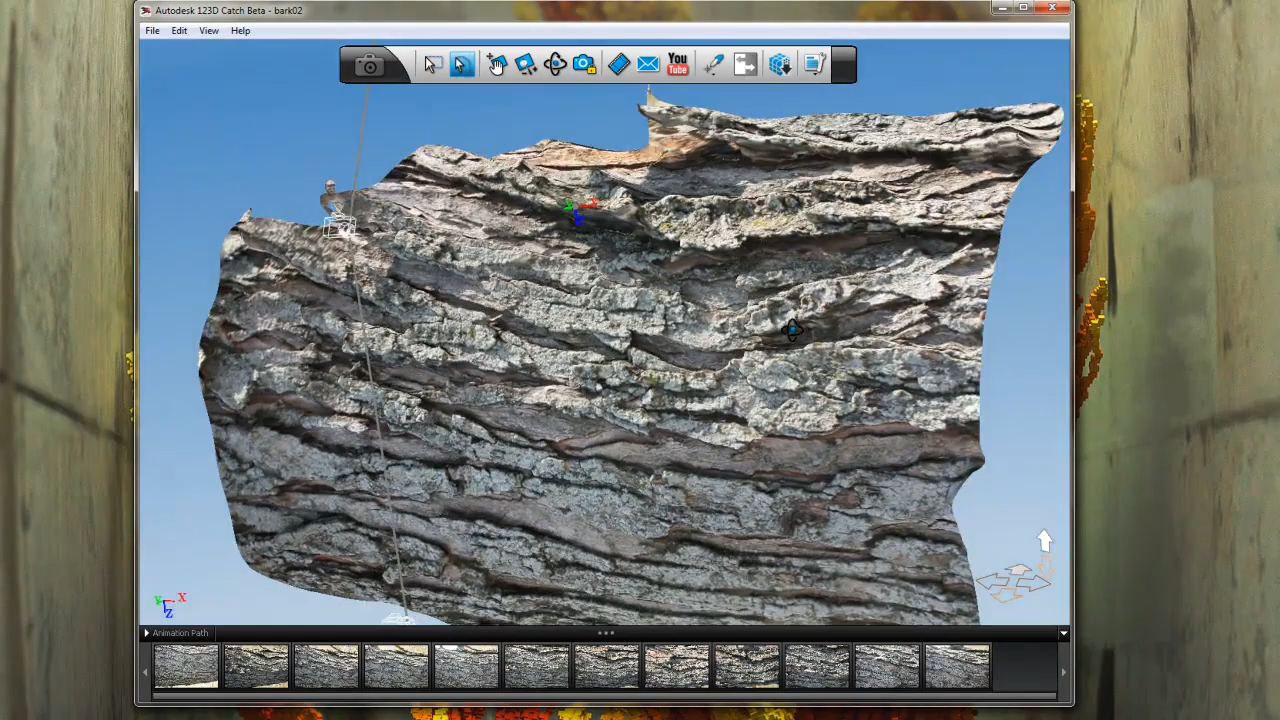 Autodesk 123D Catch Beta - bark02
File Edit View Help
You
Tube
Y X
Z
Y X
Z
Animation Path